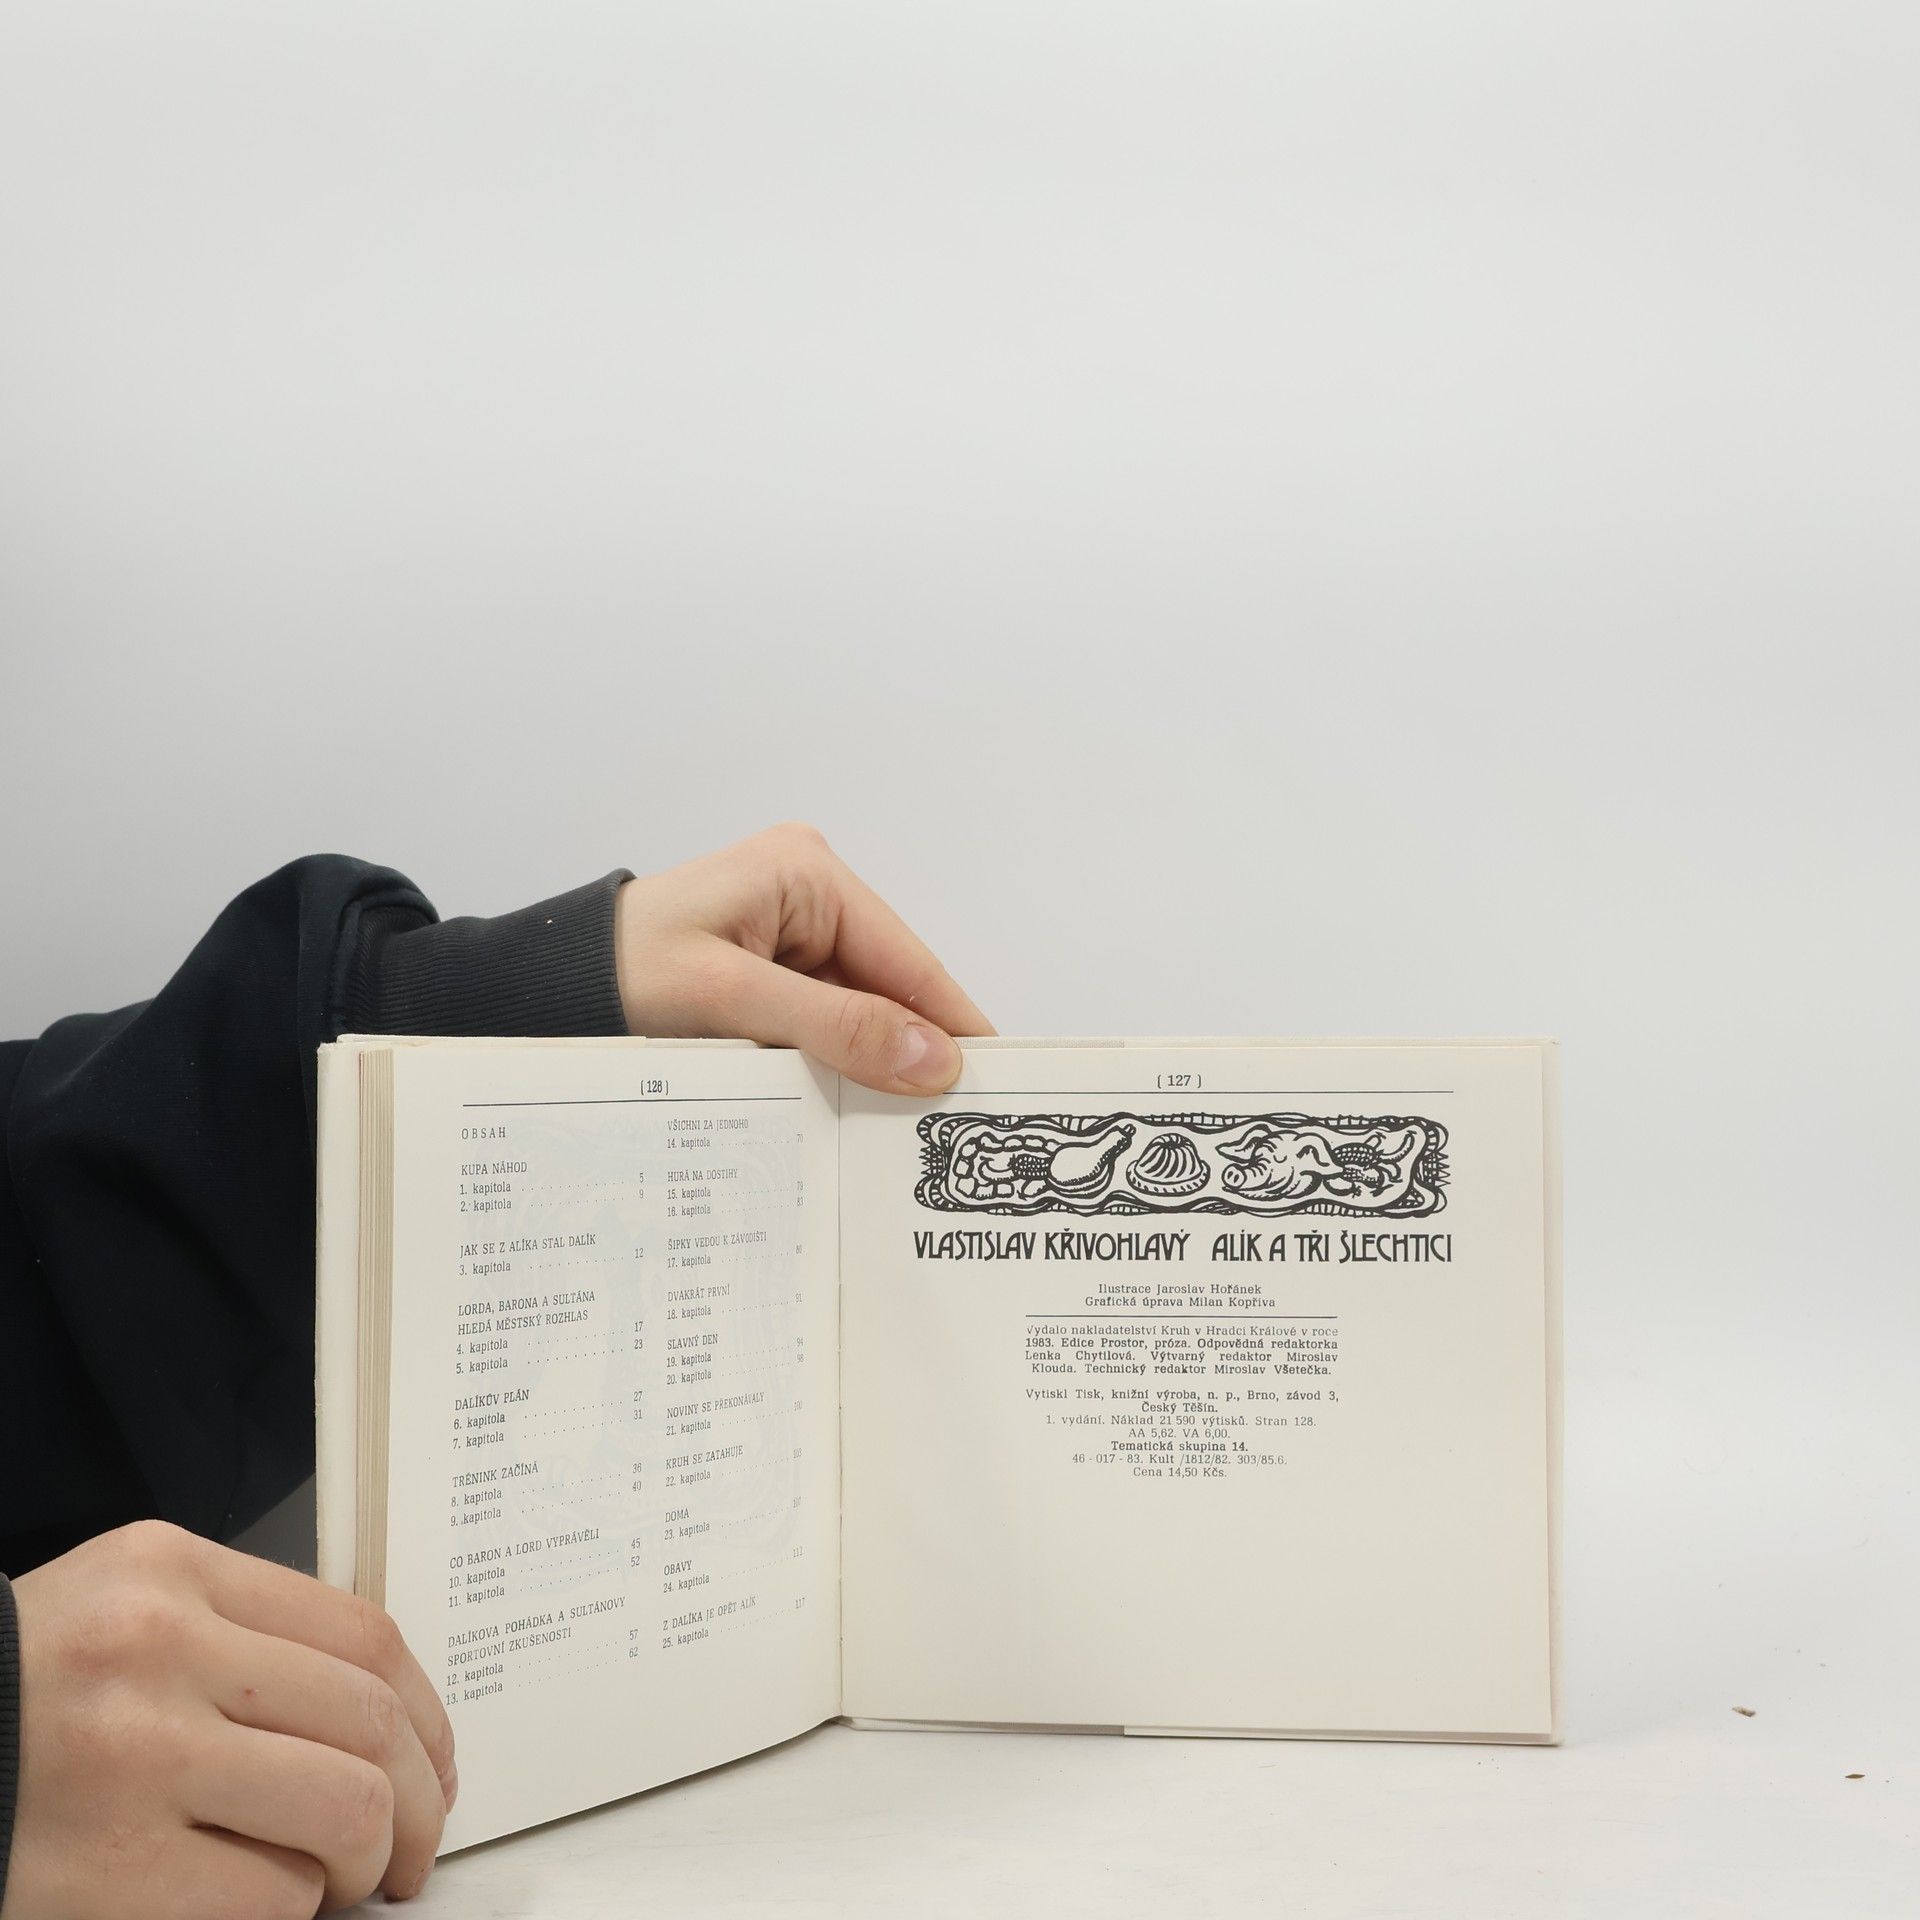 ( 126 )
OBSAH
KUPA NÁHOD
1. kapitola . . . . . . . . . . . . 5
2. kapitola . . . . . . . . . . . . 9
JAK SE Z ALÍKA STAL DALÍK
3. kapitola . . . . . . . . . . . . 12
LORDA, BARONA A SULTÁNA
HLEDÁ MĚSTSKÝ ROZHLAS
4. kapitola . . . . . . . . . . . . 17
5. kapitola . . . . . . . . . . . . 23
DALÍKŮV PLÁN
6. kapitola . . . . . . . . . . . . 27
7. kapitola . . . . . . . . . . . . 31
TRÉNINK ZAČÍNÁ
8. kapitola . . . . . . . . . . . . 36
9. kapitola . . . . . . . . . . . . 40
CO BARON A LORD VYPRÁVĚLI
10. kapitola . . . . . . . . . . . . 45
11. kapitola . . . . . . . . . . . . 52
DALÍKOVA POHÁDKA A SULTÁNOVY
SPORTOVNÍ ZKUŠENOSTI
12. kapitola . . . . . . . . . . . . 57
13. kapitola . . . . . . . . . . . . 62
VŠICHNI ZA JEDNOHO
14. kapitola . . . . . . . . . . 70
HURÁ NA DOSTIHY
15. kapitola . . . . . . . . . . 79
16. kapitola . . . . . . . . . . 83
ŠIPKY VEDOU K ZÁVODIŠTI
17. kapitola . . . . . . . . . . 86
DVAKRÁT PRVNÍ
18. kapitola . . . . . . . . . . 91
SLAVNÝ DEN
19. kapitola . . . . . . . . . . 94
20. kapitola . . . . . . . . . . 98
NOVINY SE PŘEKONÁVALY
21. kapitola . . . . . . . . . . 100
KRUH SE ZATAHUJE
22. kapitola . . . . . . . . . . 103
DOMA
23. kapitola . . . . . . . . . . 107
OBAVY
24. kapitola . . . . . . . . . . 112
Z DALÍKA JE OPĚT ALÍK
25. kapitola . . . . . . . . . . 117
( 127 )
VLASTISLAV KŘIVOHLAVÝ ALÍK A TŘI ŠLECHTICI
Ilustrace Jaroslav Hořánek
Grafická úprava Milan Kopřiva
Vydalo nakladatelství Kruh v Hradci Králové v roce
1983. Edice Prostor, próza. Odpovědná redaktorka
Lenka Chytilová. Výtvarný redaktor Miroslav
Klouda. Technický redaktor Miroslav Všetečka.
Vytiskl Tisk, knižní výroba, n. p., Brno, závod 3,
Český Těšín.
1. vydání. Náklad 21 590 výtisků. Stran 128.
AA 5,62. VA 6,00.
Tematická skupina 14.
46 - 017 - 83. Kult /1812/82. 303/85.6.
Cena 14,50 Kčs.